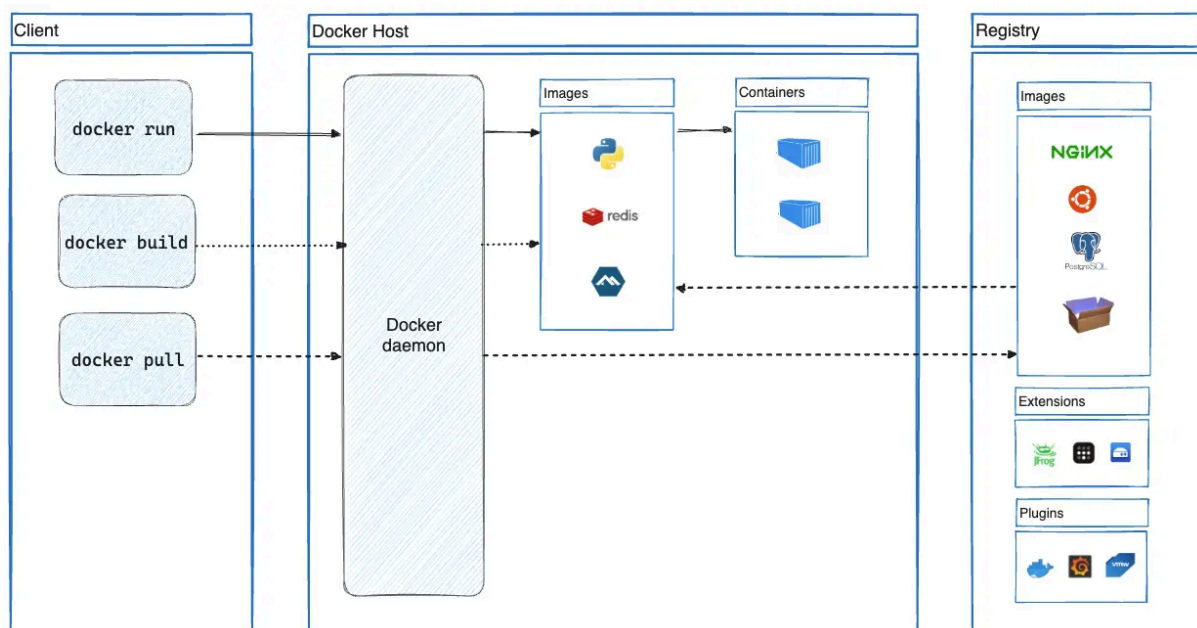 Client
docker run
docker build
docker pull
Docker Host
Docker
daemon
Images
redis
Containers
Registry
Images
NGiNX
PostgreSQL
Extensions
JFrog
Plugins
vmw